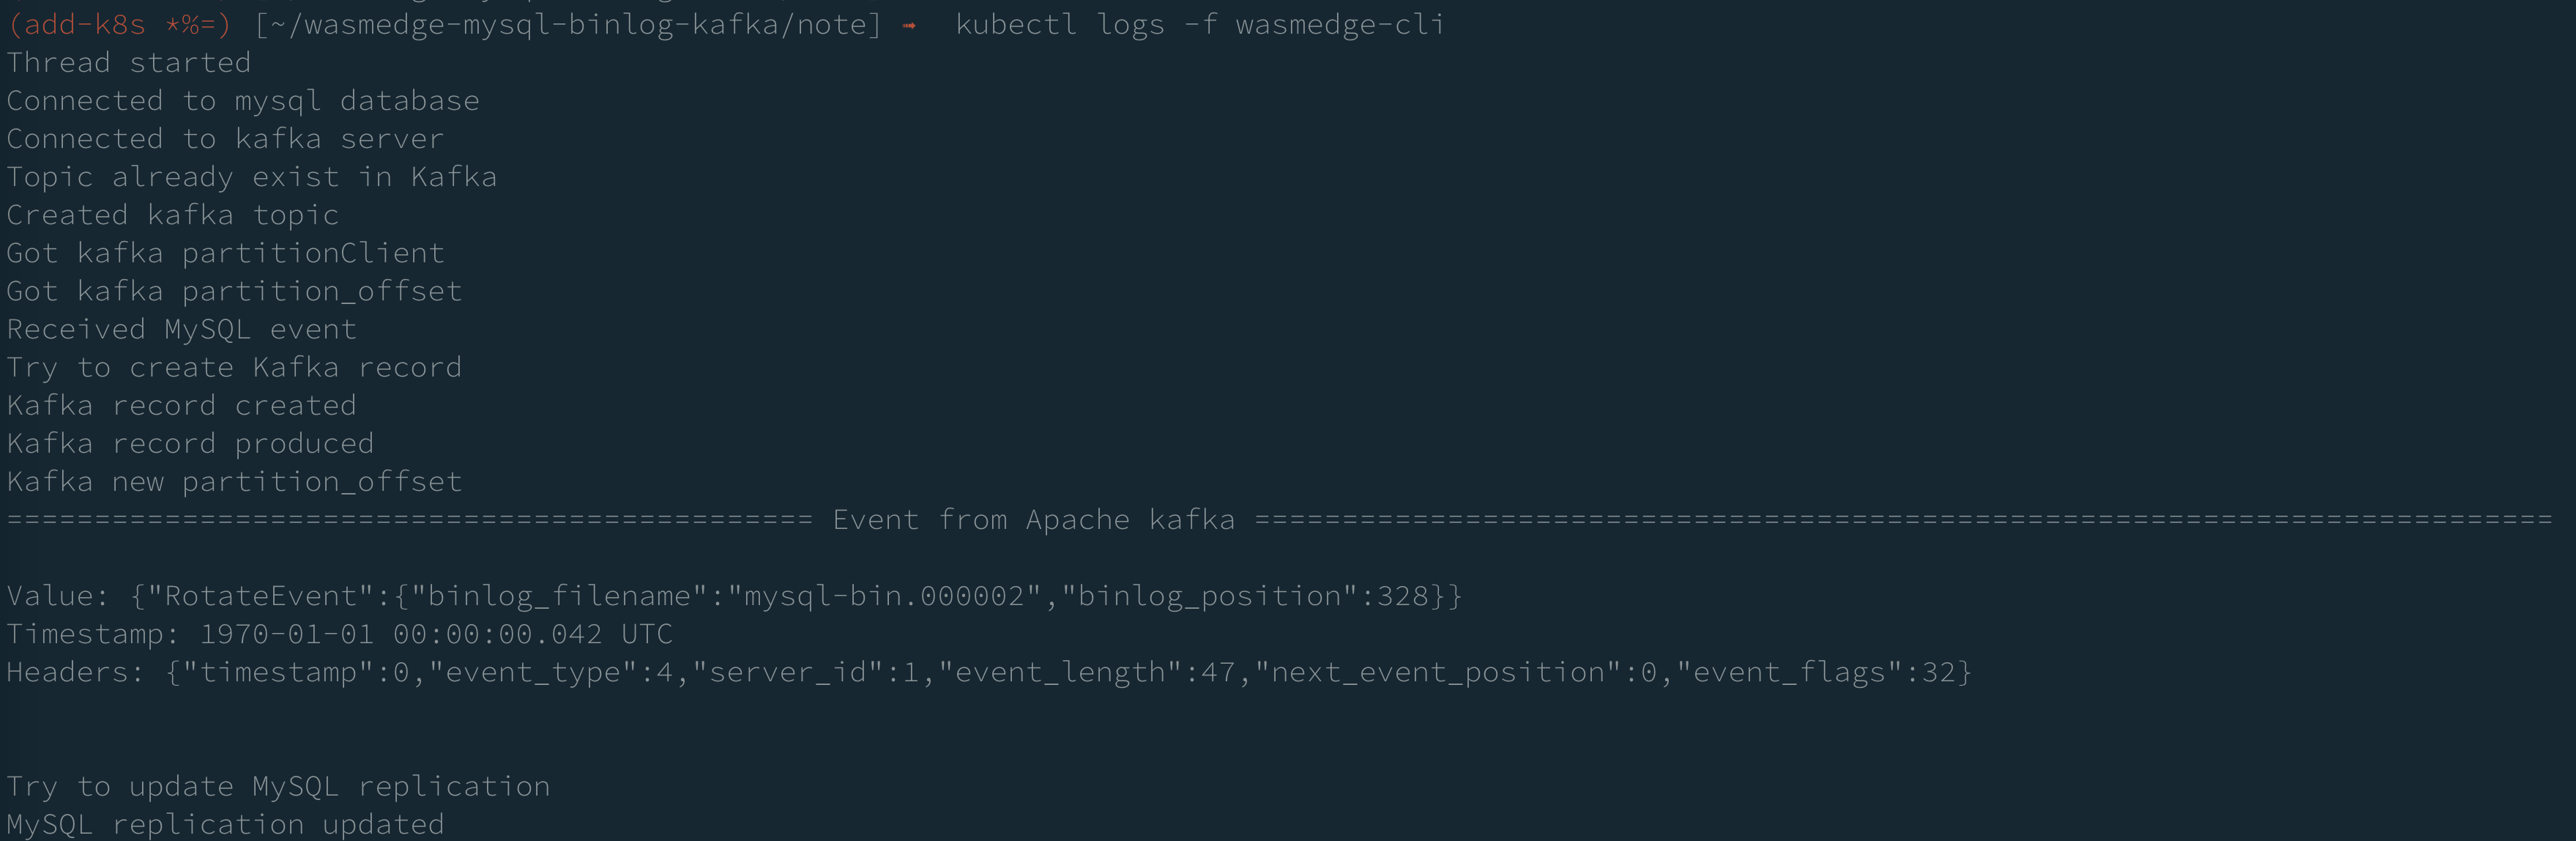 (add-k8s *%=) [~/wasmedge-mysql-binlog-kafka/note] → kubectl logs -f wasmedge-cli
Thread started
Connected to mysql database
Connected to kafka server
Topic already exist in Kafka
Created kafka topic
Got kafka partitionClient
Got kafka partition_offset
Received MySQL event
Try to create Kafka record
Kafka record created
Kafka record produced
Kafka new partition_offset
============================================== Event from Apache kafka ==========================================================================
Value: {"RotateEvent":{"binlog_filename":"mysql-bin.000002","binlog_position":328}}
Timestamp: 1970-01-01 00:00:00.042 UTC
Headers: {"timestamp":0,"event_type":4,"server_id":1,"event_length":47,"next_event_position":0,"event_flags":32}
Try to update MySQL replication
MySQL replication updated